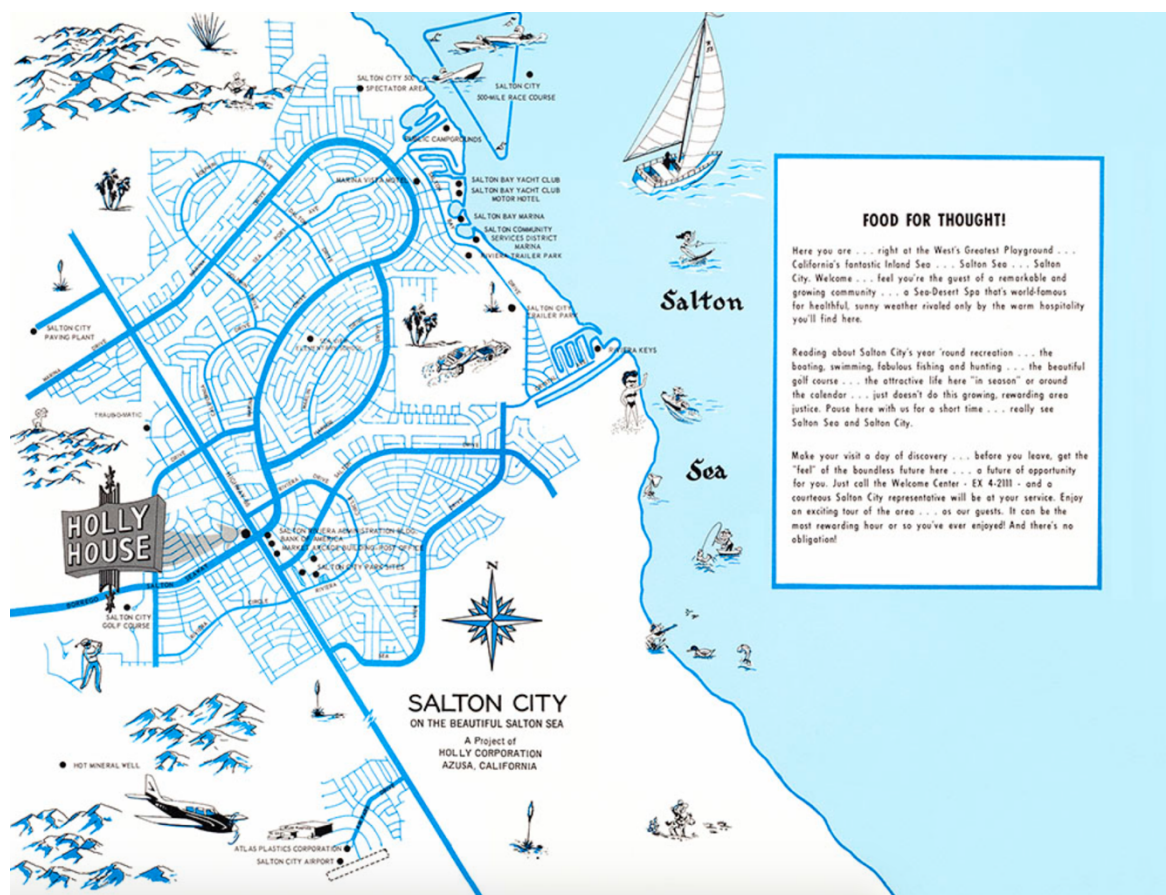 SALTON CITY 500
SPECTATOR AREA
SALTON CITY
500-MILE RACE COURSE
CAMPGROUNDS
MARINA VISTA MOTEL
SALTON BAY YACHT CLUB
SALTON BAY YACHT CLUB
MOTOR HOTEL
SALTON BAY MARINA
SALTON COMMUNITY
SERVICES DISTRICT
MARINA
RIVIERA TRAILER PARK
SALTON CITY
TRAILER PARK
RIVIERA KEYS
SALTON CITY
PAVING PLANT
MARINA DRIVE
HOLLY
HOUSE
SALTON RIVIERA ADMINISTRATION BLDG.
BANK OF AMERICA
MARKET ARCADE BUILDING-POST OFFICE
SALTON CITY PARK SITES
RIVIERA
CIRCLE
RIVIERA DRIVE
BORREGO SALTON SEAWAY
SALTON CITY
GOLF COURSE
HOT MINERAL WELL
ATLAS PLASTICS CORPORATION
SALTON CITY AIRPORT
N
SALTON CITY
ON THE BEAUTIFUL SALTON SEA
A Project of
HOLLY CORPORATION
AZUSA, CALIFORNIA
Salton
Sea
FOOD FOR THOUGHT!
Here you are . . . right at the West's Greatest Playground . . .
California's fantastic Inland Sea . . . Salton Sea . . . Salton
City. Welcome . . . feel you're the guest of a remarkable and
growing community . . . a Sea-Desert Spa that's world-famous
for healthful, sunny weather rivaled only by the warm hospitality
you'll find here.
Reading about Salton City's year 'round recreation . . . the
boating, swimming, fabulous fishing and hunting . . . the beautiful
golf course . . . the attractive life here "in season" or around
the calendar . . . just doesn't do this growing, rewarding area
justice. Pause here with us for a short time . . . really see
Salton Sea and Salton City.
Make your visit a day of discovery . . . before you leave, get the
"feel" of the boundless future here . . . a future of opportunity
for you. Just call the Welcome Center - EX 4-2111 - and a
courteous Salton City representative will be at your service. Enjoy
an exciting tour of the area . . . as our guests. It can be the
most rewarding hour or so you've ever enjoyed! And there's no
obligation!